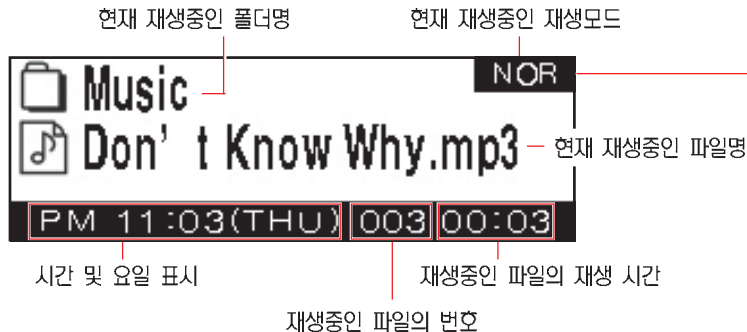 현재 재생중인 폴더명 현재 재생중인 재생모드
Music NOR
Don't Know Why.mp3 현재 재생중인 파일명
PM 11:03(THU) 003 00:03
시간 및 요일 표시 재생중인 파일의 재생 시간
재생중인 파일의 번호